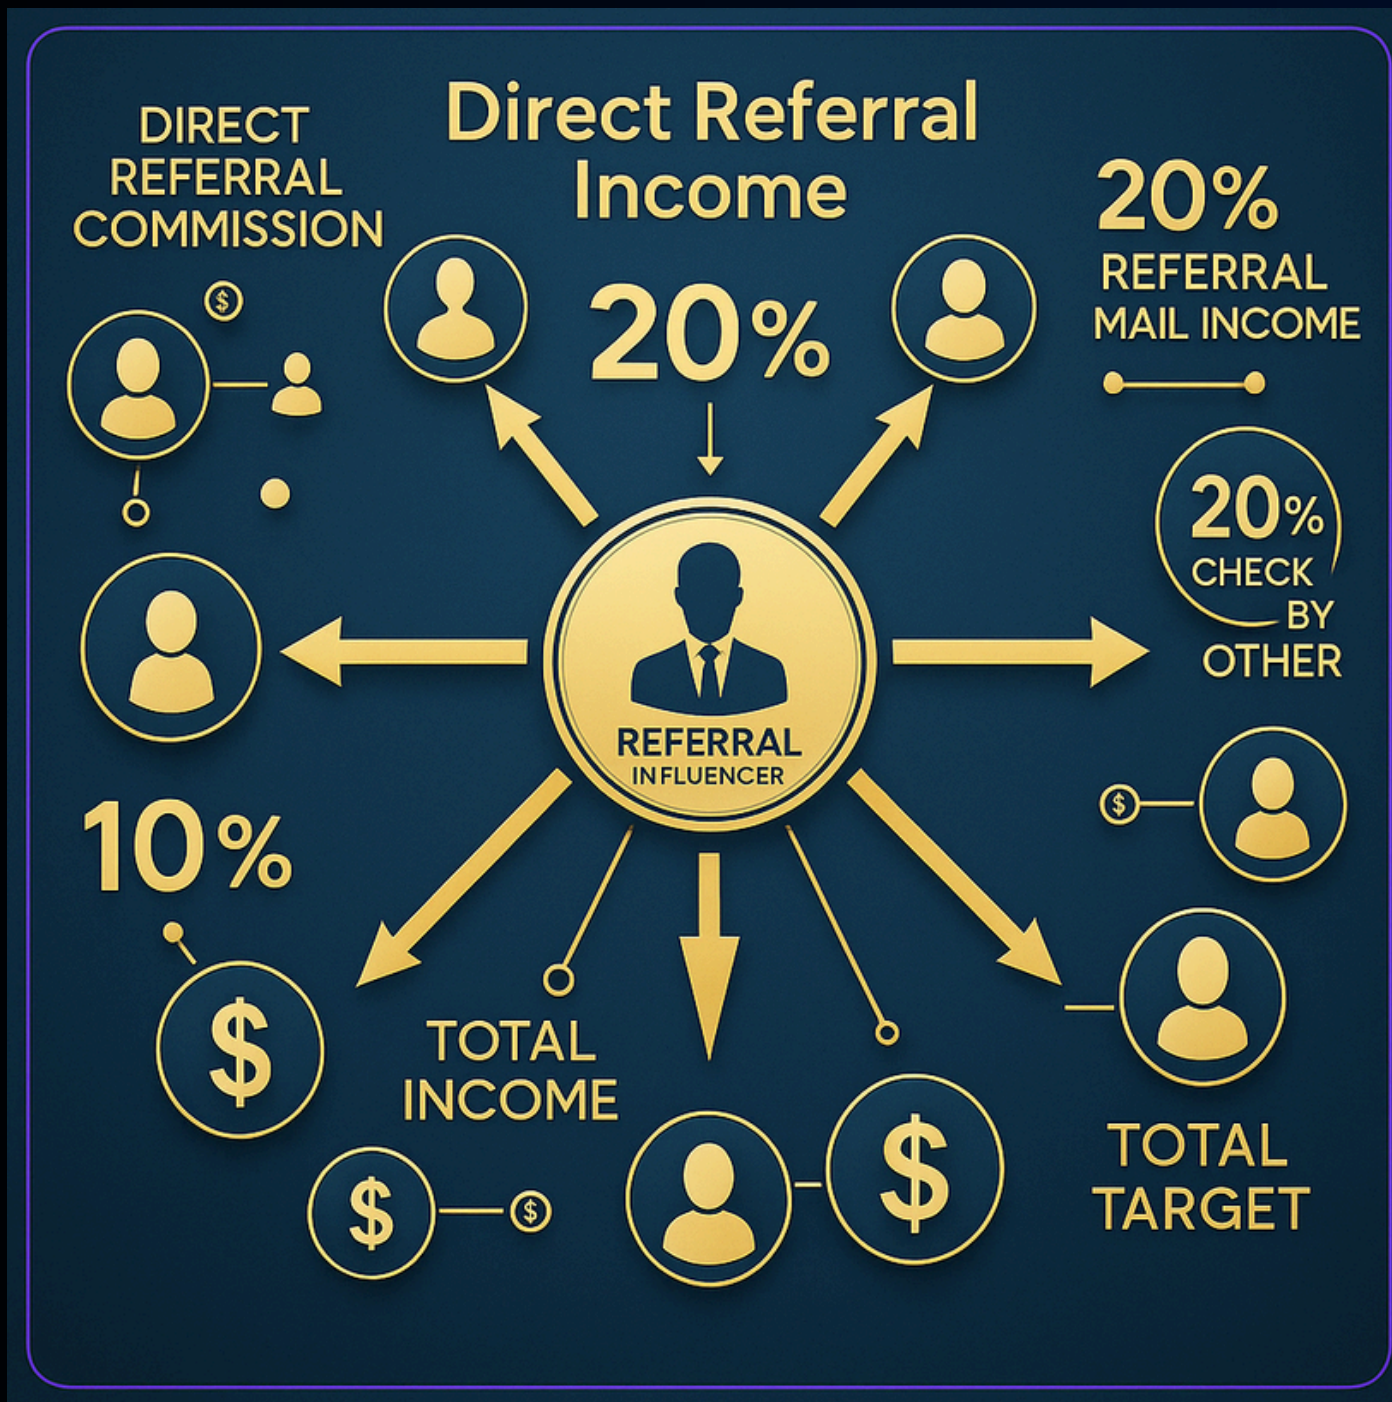 Direct Referral
Income
DIRECT
REFERRAL
COMMISSION
$
20%
20%
REFERRAL
MAIL INCOME
20%
CHECK
BY
OTHER
REFERRAL
INFLUENCER
$
10%
$
TOTAL
INCOME
$
$
$
TOTAL
TARGET